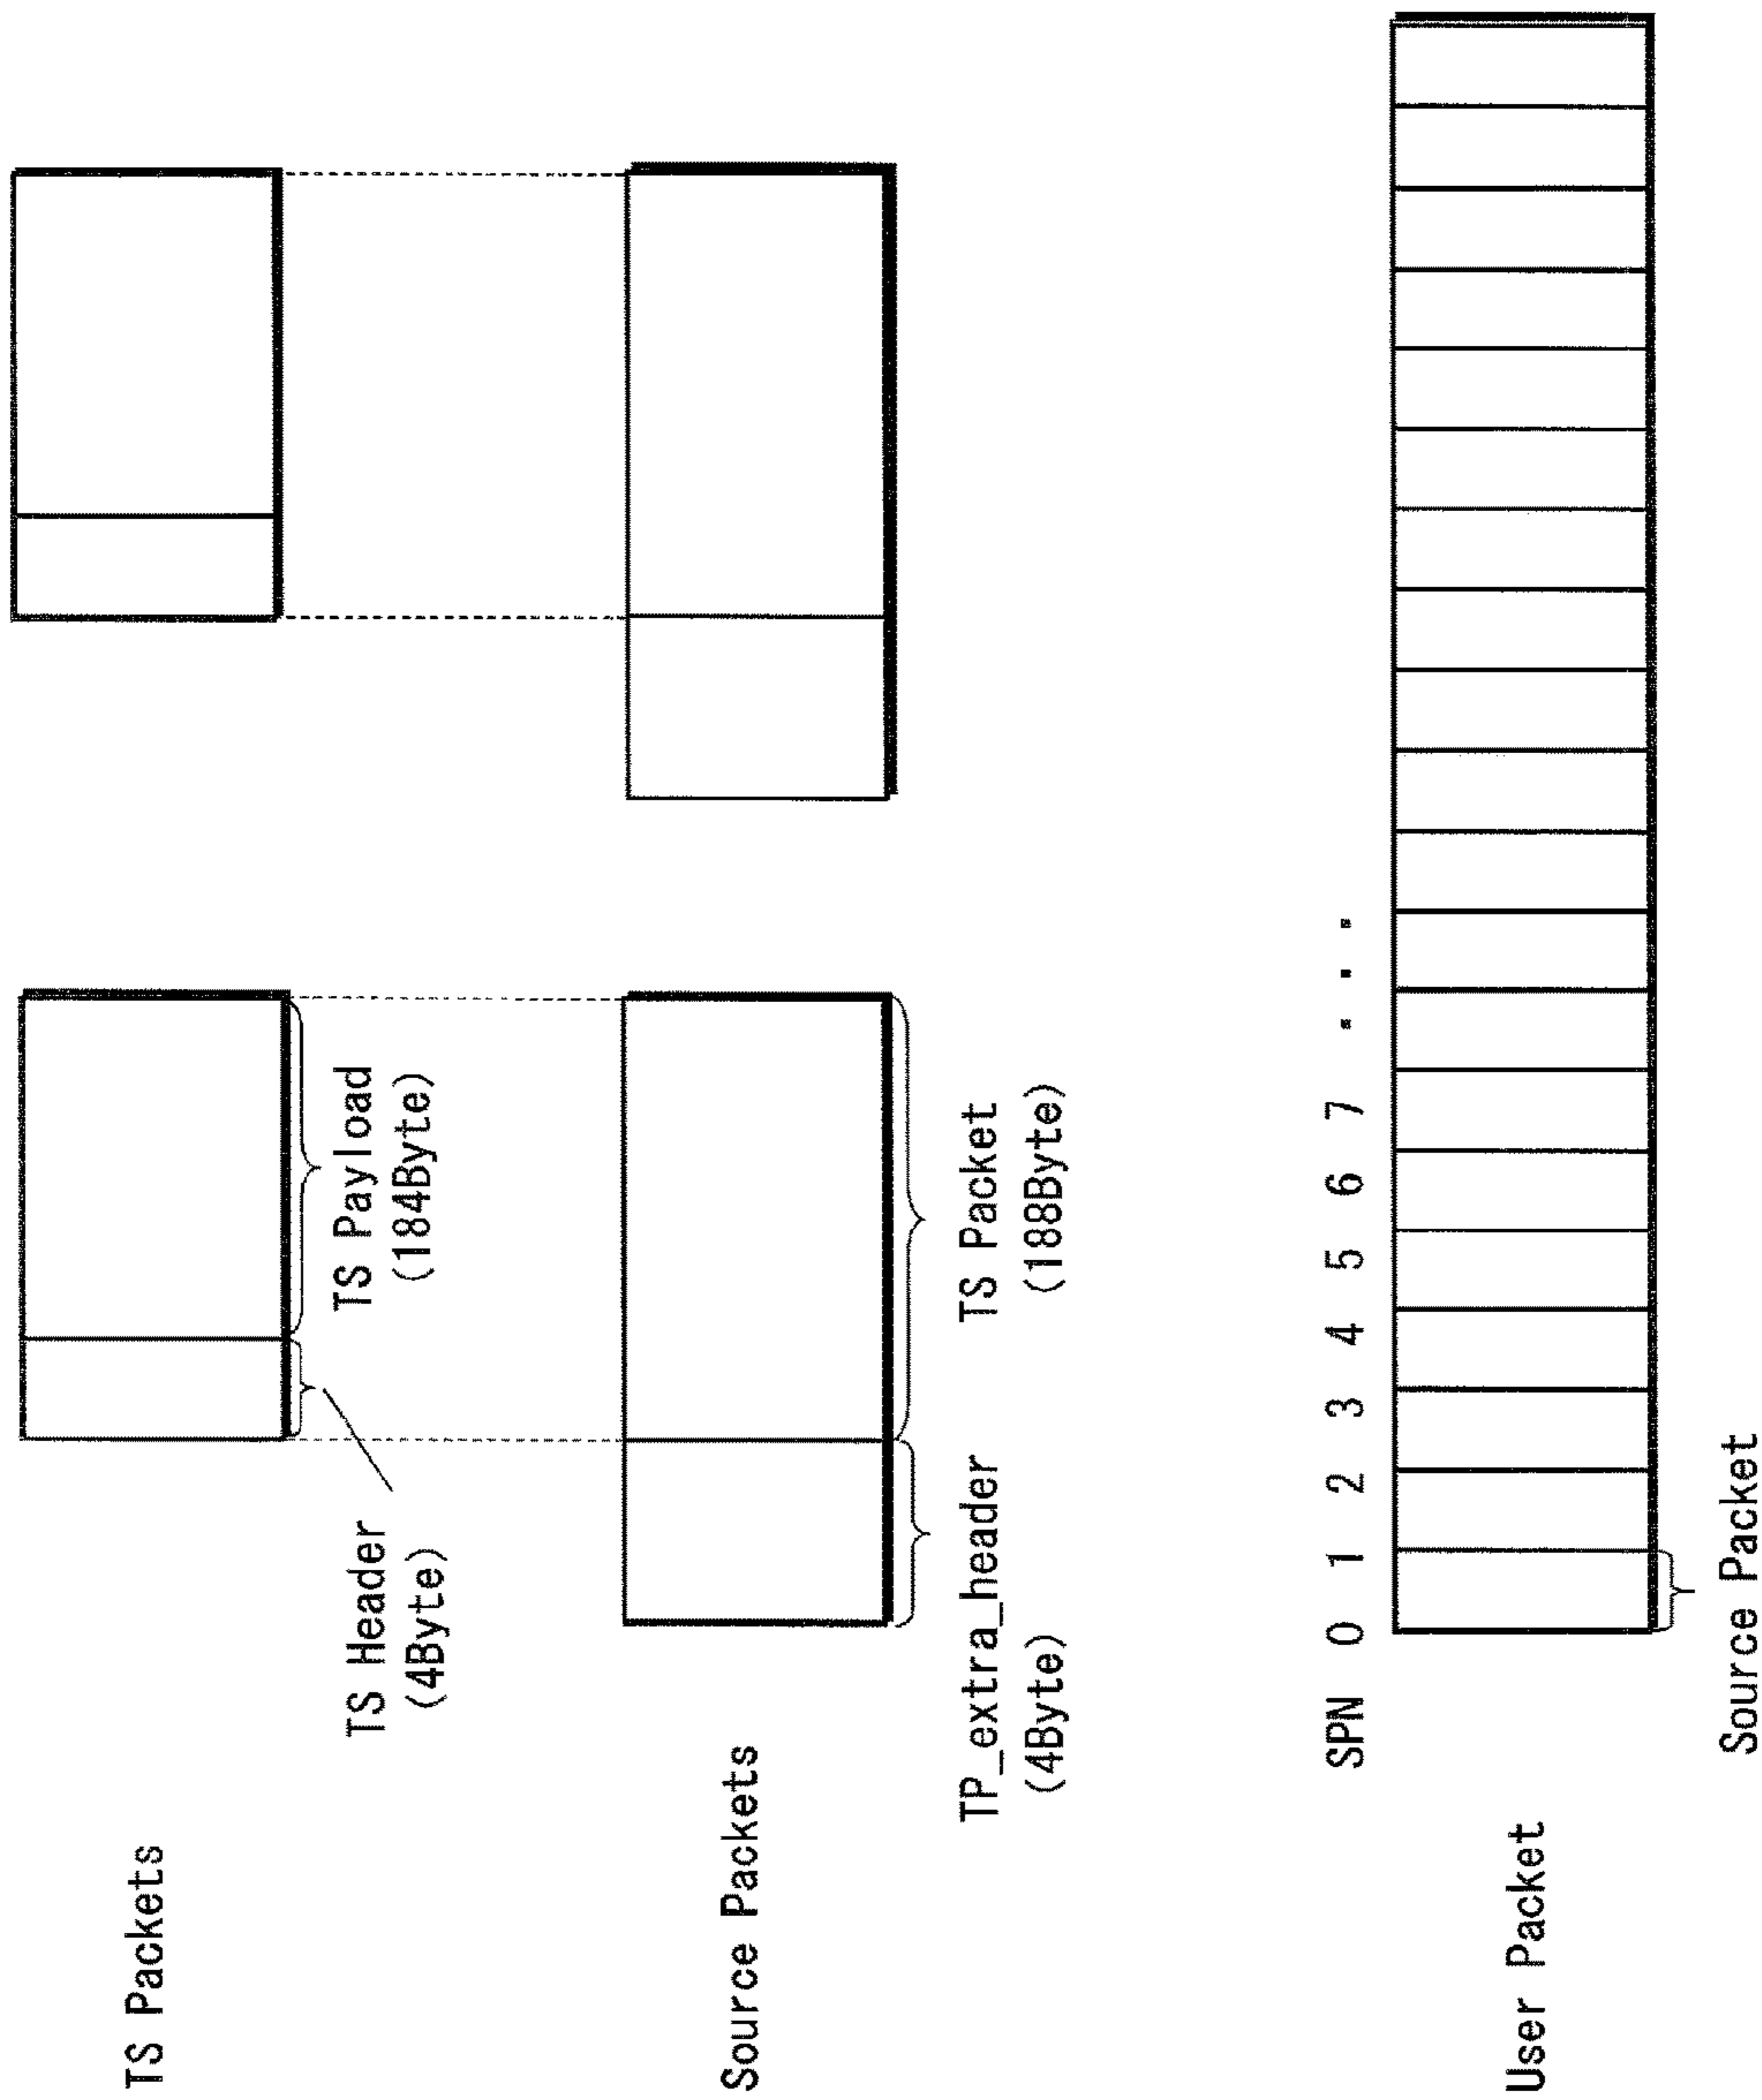 TS Packets
TS Header
(4Byte)
TS Payload
(184Byte)
Source Packets
TP_extra_header
(4Byte)
TS Packet
(188Byte)
SPN 0 1 2 3 4 5 6 7 . . .
User Packet
Source Packet